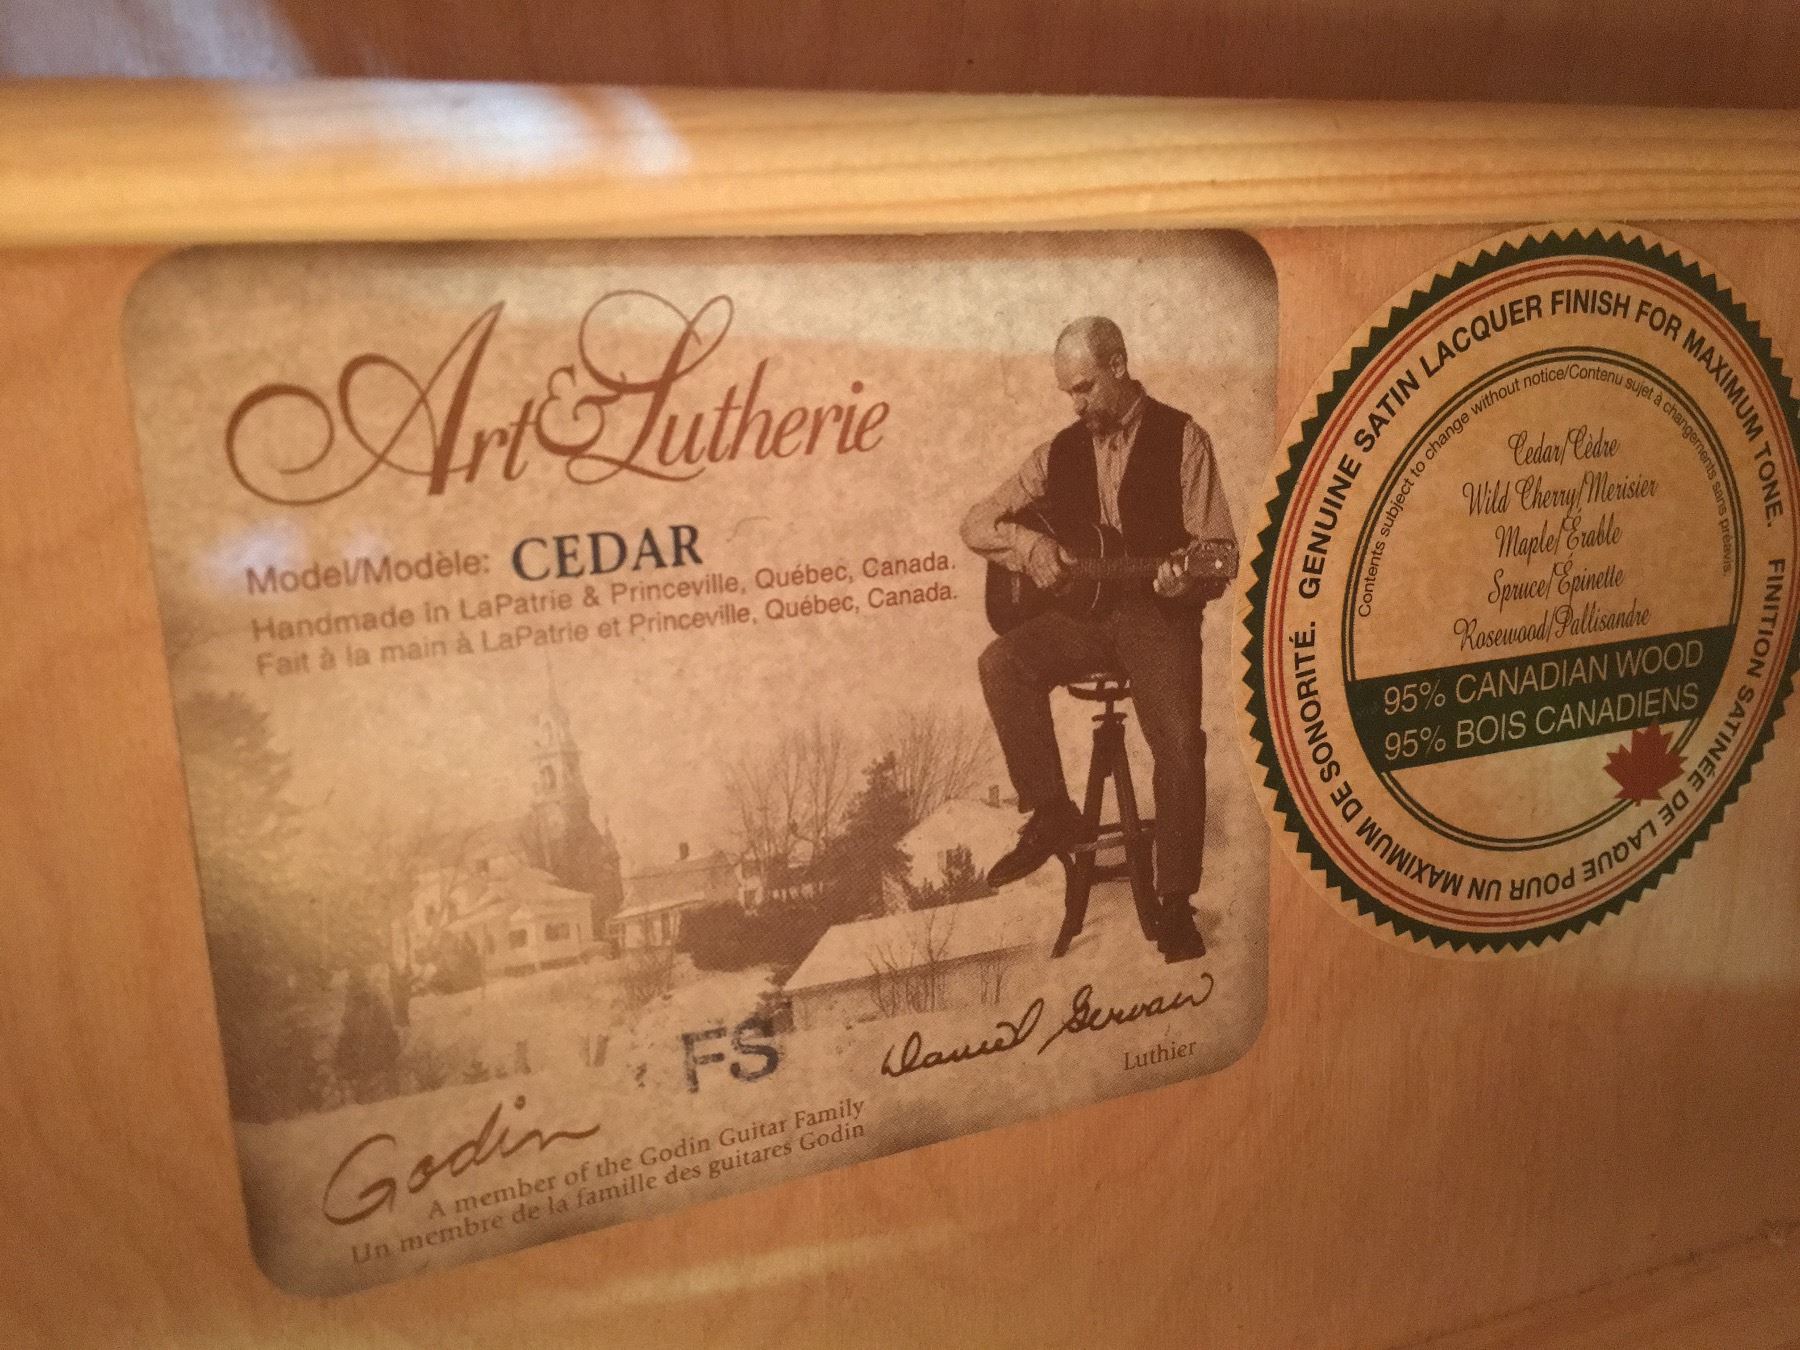 Art & Lutherie
Model/Modèle: CEDAR
Handmade in LaPatrie & Princeville, Québec, Canada.
Fait à la main à LaPatrie et Princeville, Québec, Canada.
FS
Daniel Gervais
Luthier
Godin
A member of the Godin Guitar Family
Un membre de la famille des guitares Godin
GENUINE SATIN LACQUER FINISH FOR MAXIMUM TONE.
FINITION SATINÉE DE LAQUE POUR UN MAXIMUM DE SONORITÉ.
Contents subject to change without notice/Contenu sujet à changements sans préavis.
Cedar/Cèdre
Wild Cherry/Merisier
Maple/Érable
Spruce/Épinette
Rosewood/Pallisandre
95% CANADIAN WOOD
95% BOIS CANADIENS